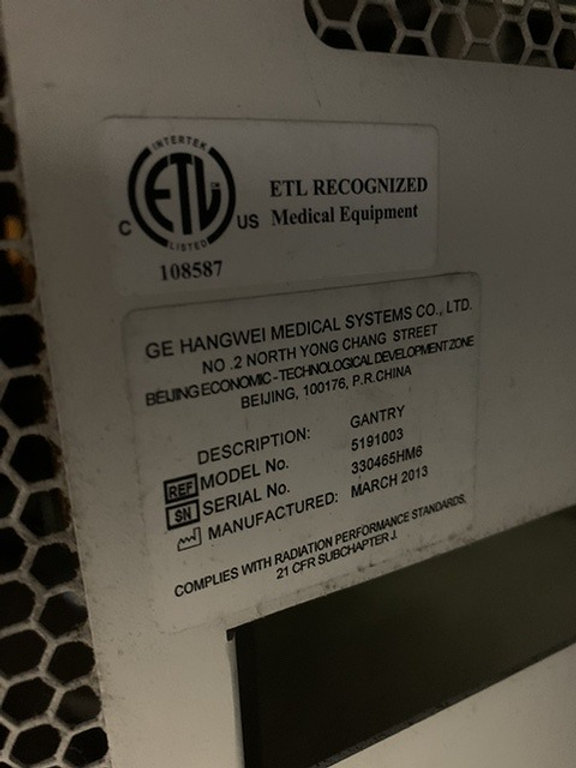 INTERTEK
ETL CM
LISTED
C US
108587
ETL RECOGNIZED
Medical Equipment
GE HANGWEI MEDICAL SYSTEMS CO., LTD.
NO .2 NORTH YONG CHANG STREET
BEIJING ECONOMIC - TECHNOLOGICAL DEVELOPMENT ZONE
BEIJING, 100176, P.R.CHINA
DESCRIPTION: GANTRY
REF MODEL No. 5191003
SN SERIAL No. 330465HM6
MANUFACTURED: MARCH 2013
COMPLIES WITH RADIATION PERFORMANCE STANDARDS,
21 CFR SUBCHAPTER J.